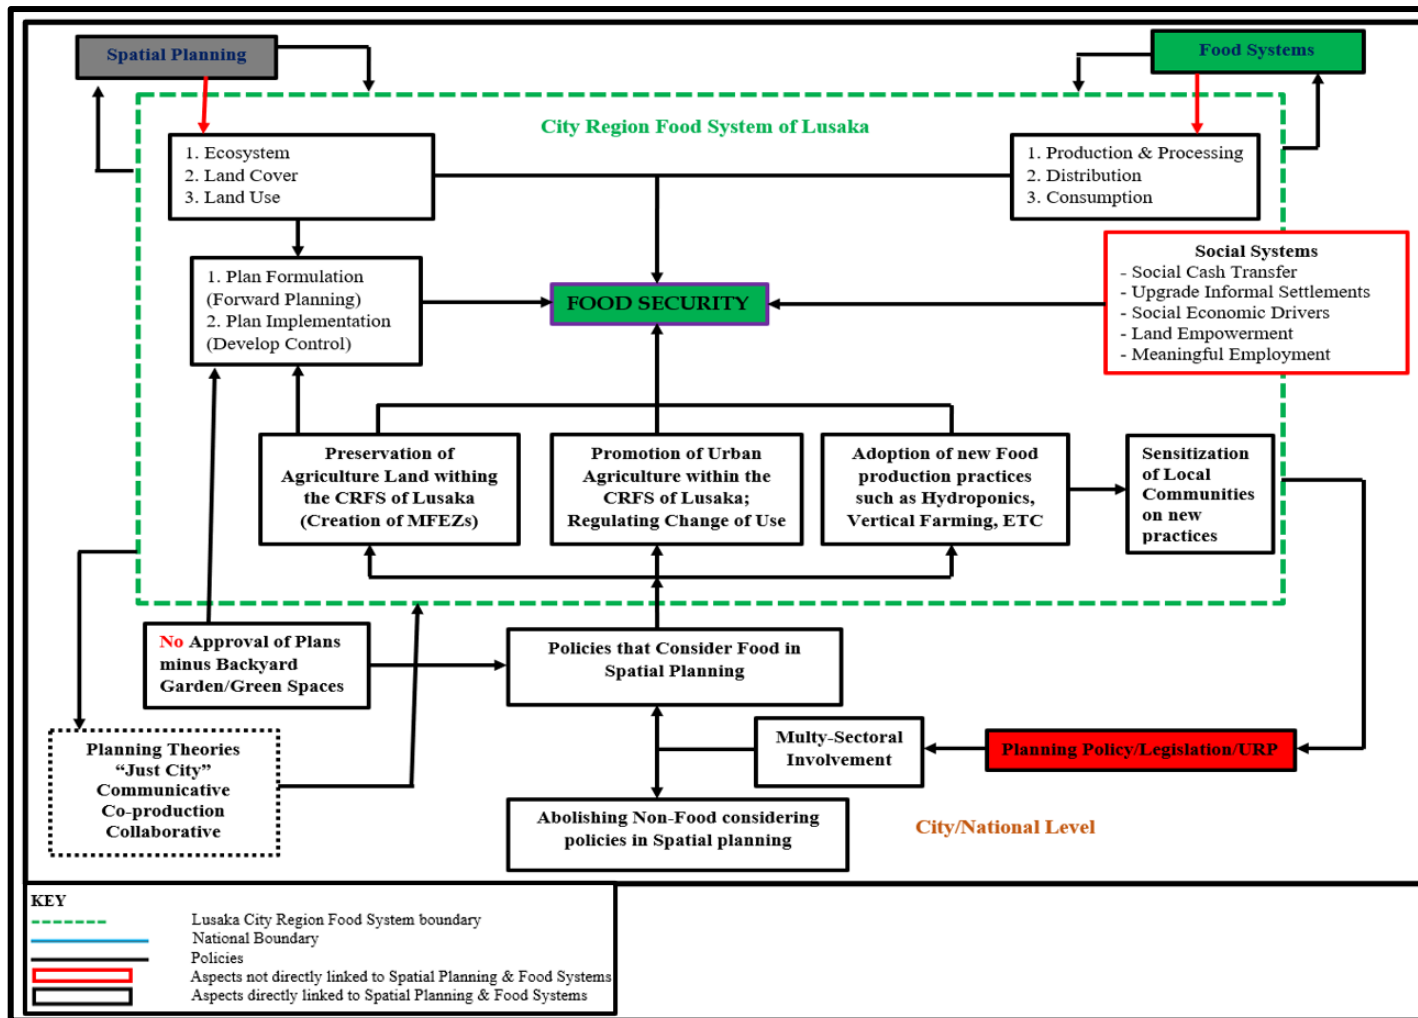 Spatial Planning
Food Systems
City Region Food System of Lusaka
1. Ecosystem
2. Land Cover
3. Land Use
1. Production & Processing
2. Distribution
3. Consumption
1. Plan Formulation
(Forward Planning)
2. Plan Implementation
(Develop Control)
FOOD SECURITY
Social Systems
- Social Cash Transfer
- Upgrade Informal Settlements
- Social Economic Drivers
- Land Empowerment
- Meaningful Employment
Preservation of
Agriculture Land withing
the CRFS of Lusaka
(Creation of MFEZs)
Promotion of Urban
Agriculture within the
CRFS of Lusaka;
Regulating Change of Use
Adoption of new Food
production practices
such as Hydroponics,
Vertical Farming, ETC
Sensitization
of Local
Communities
on new
practices
No Approval of Plans
minus Backyard
Garden/Green Spaces
Policies that Consider Food in
Spatial Planning
Planning Theories
“Just City”
Communicative
Co-production
Collaborative
Multy-Sectoral
Involvement
Planning Policy/Legislation/URP
Abolishing Non-Food considering
policies in Spatial planning
City/National Level
KEY
Lusaka City Region Food System boundary
National Boundary
Policies
Aspects not directly linked to Spatial Planning & Food Systems
Aspects directly linked to Spatial Planning & Food Systems